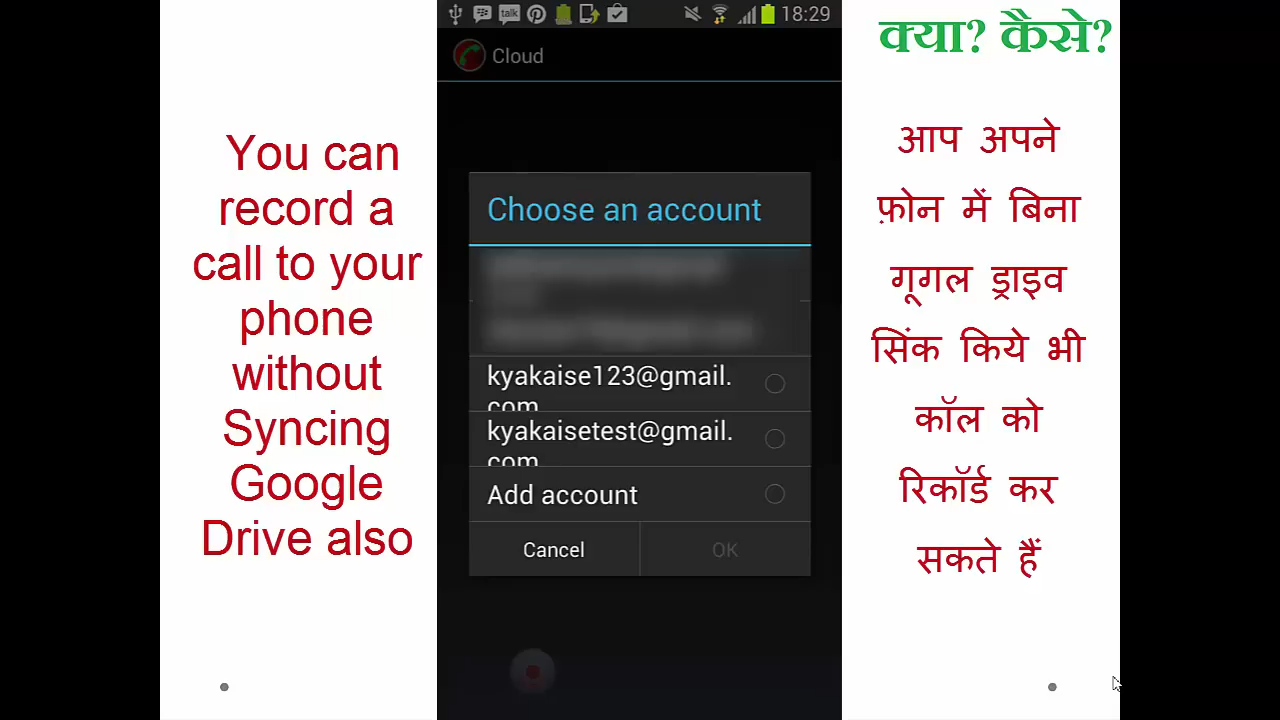 You can
record a
call to your
phone
without
Syncing
Google
Drive also
talk
18:29
Cloud
Choose an account
kyakaise123@gmail.
com
kyakaisetest@gmail.
com
Add account
Cancel
OK
क्या? कैसे?
आप अपने
फ़ोन में बिना
गूगल ड्राइव
सिंक किये भी
कॉल को
रिकॉर्ड कर
सकते हैं